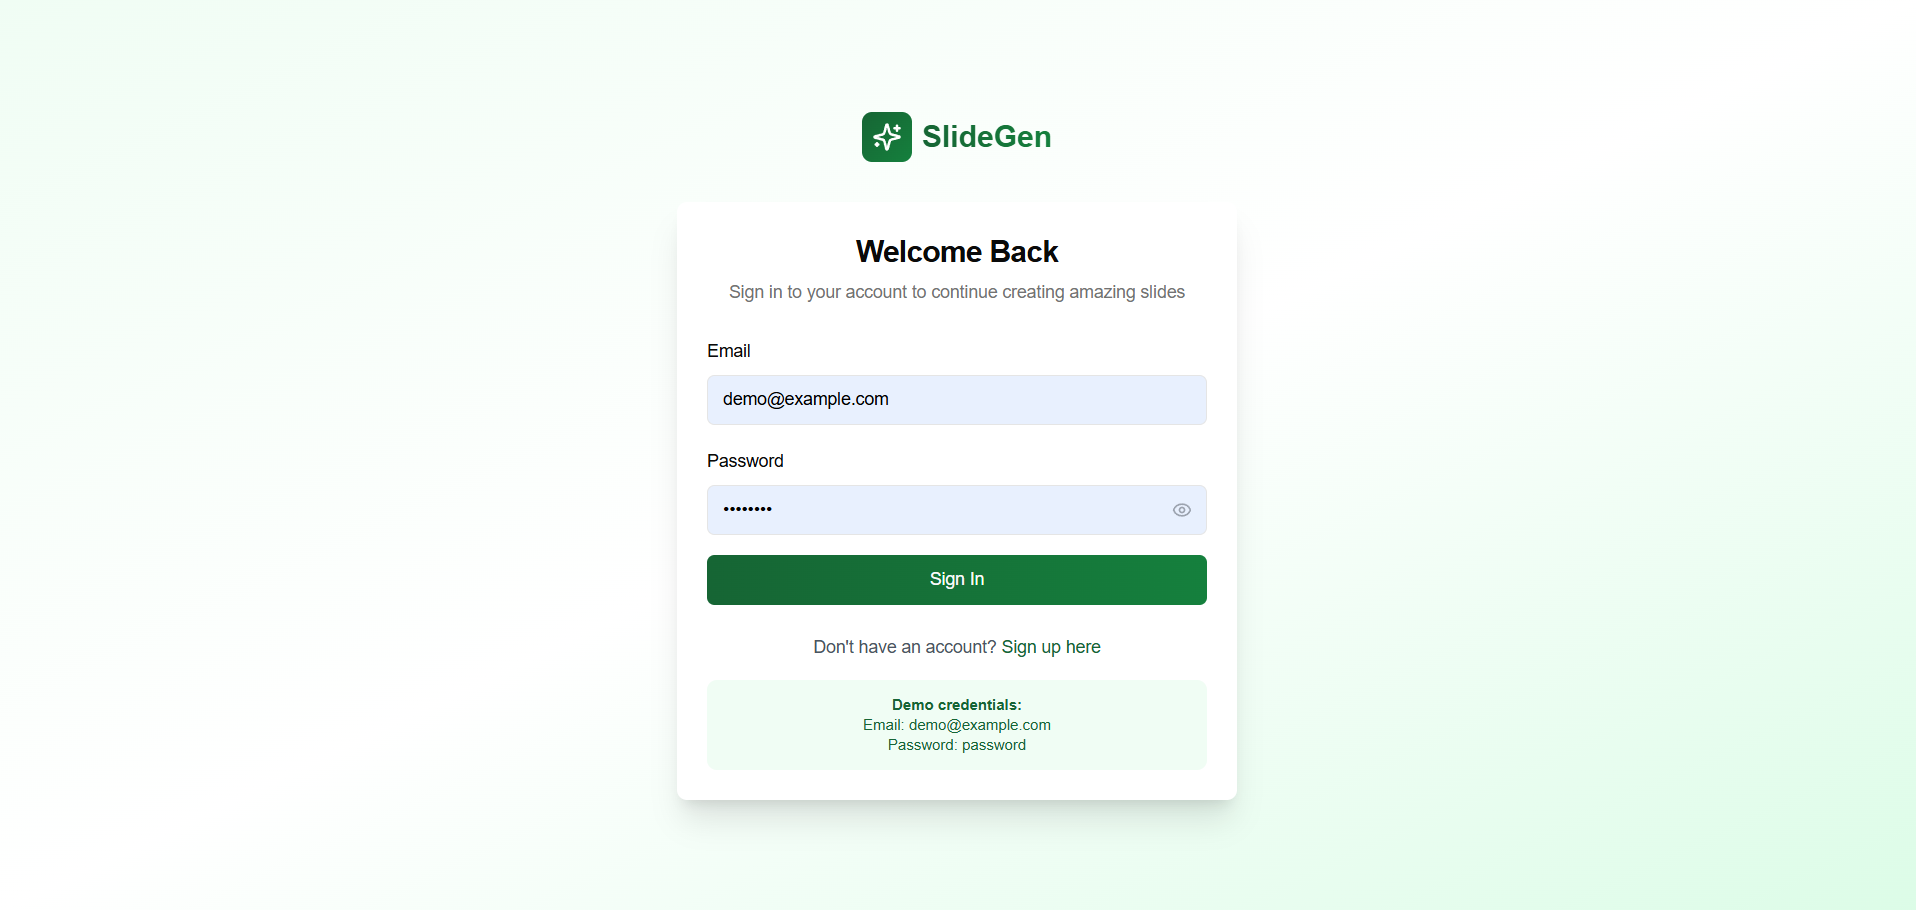 SlideGen
Welcome Back
Sign in to your account to continue creating amazing slides
Email
demo@example.com
Password
••••••••
Sign In
Don't have an account? Sign up here
Demo credentials:
Email: demo@example.com
Password: password